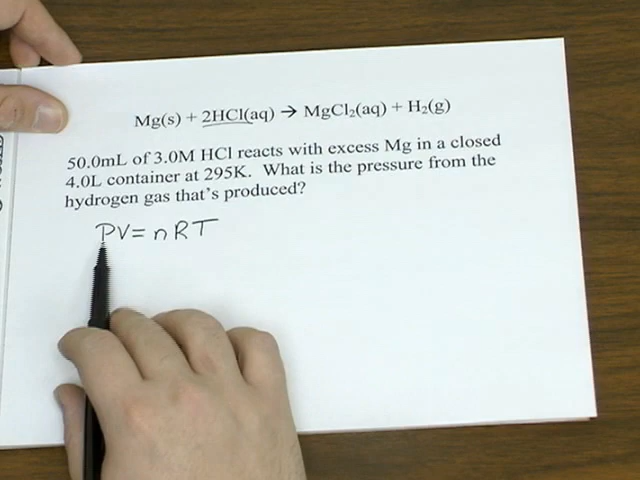 Mg(s) + 2HCl(aq) → MgCl₂(aq) + H₂(g)
50.0mL of 3.0M HCl reacts with excess Mg in a closed
4.0L container at 295K. What is the pressure from the
hydrogen gas that's produced?
PV = nRT